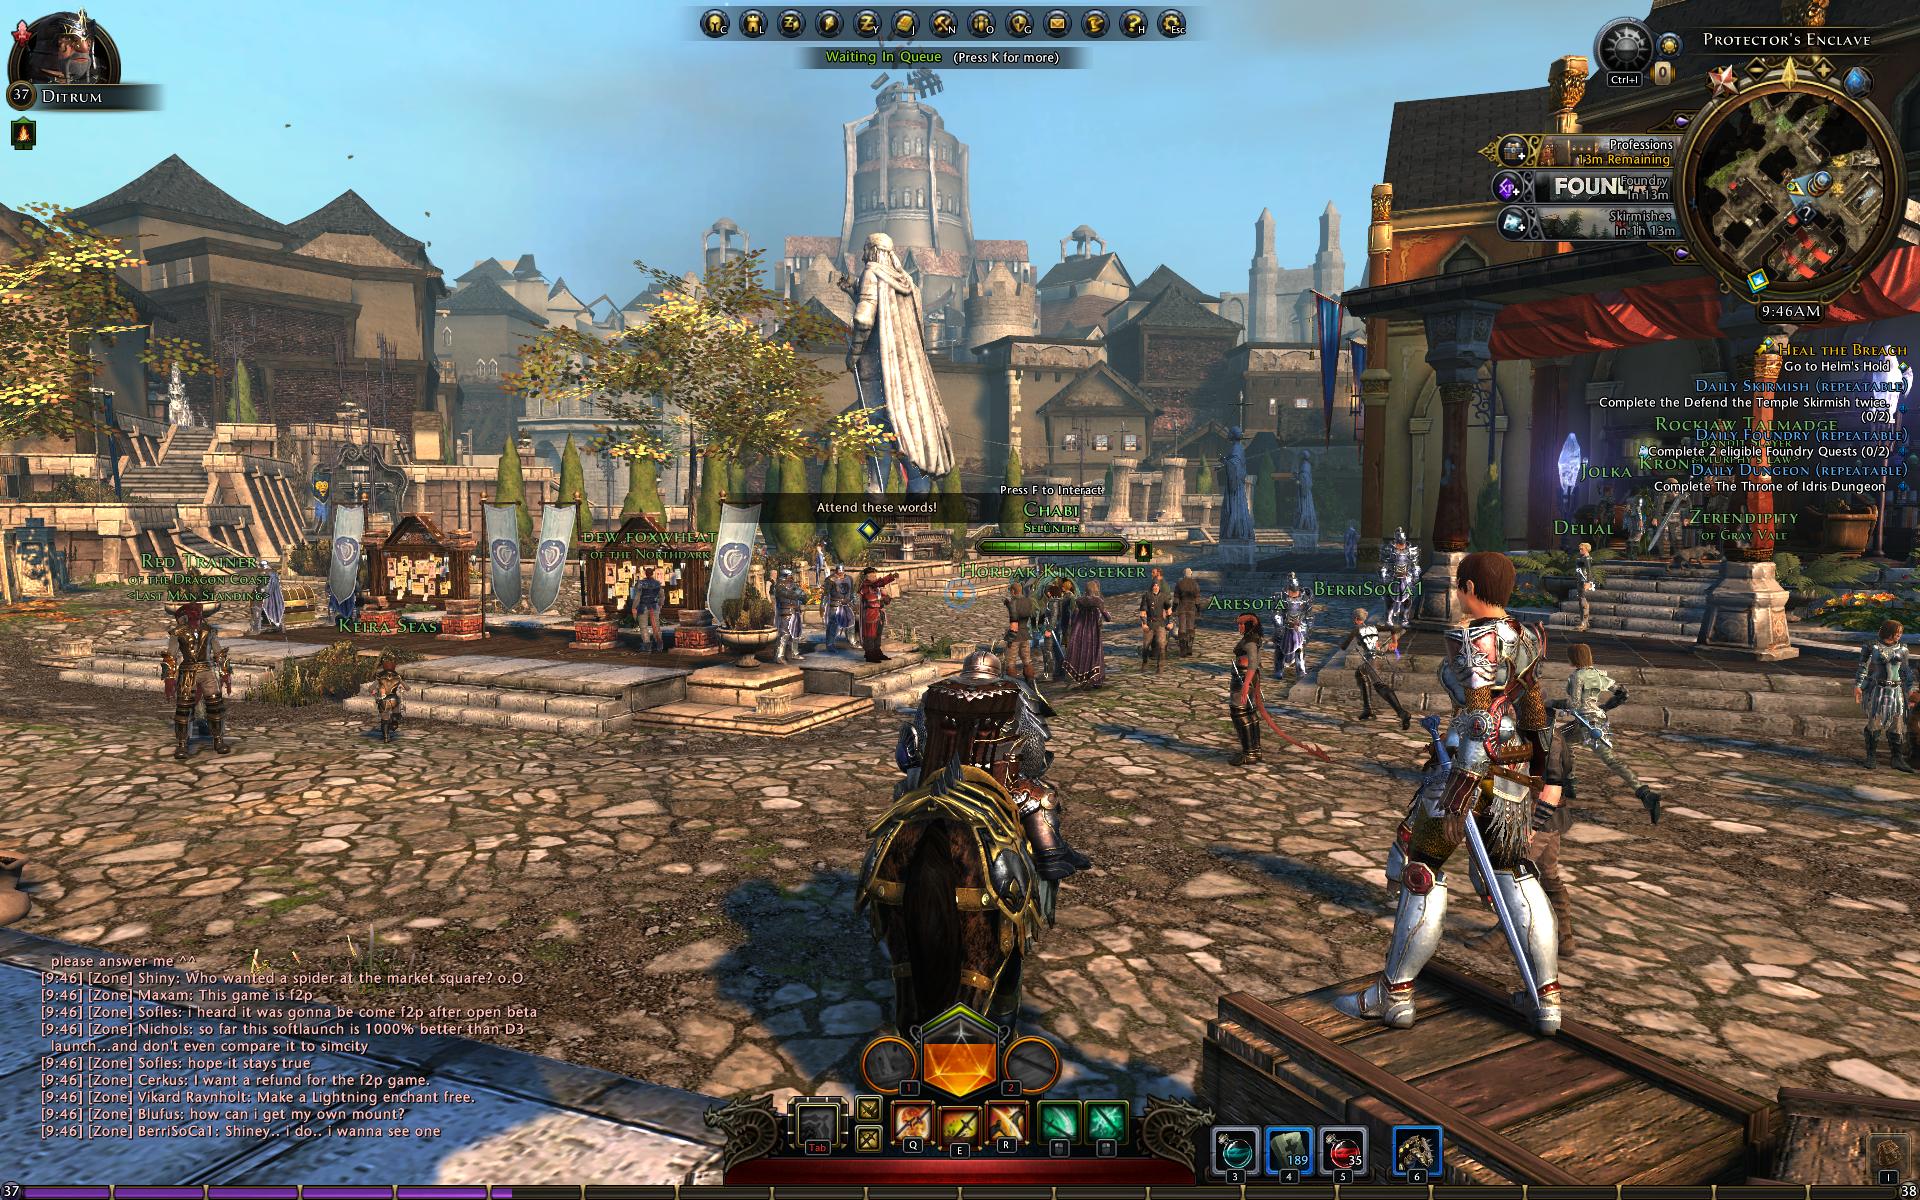 C L P Y J N O G H Esc
Waiting In Queue (Press K for more)
37 Ditrum
Ctrl+I
0
Protector's Enclave
Professions
13m Remaining
Foundry
In 13m
Skirmishes
In 1h 13m
9:46AM
Heal the Breach
Go to Helm's Hold
Daily Skirmish (repeatable)
Complete the Defend the Temple Skirmish twice.
(0/2)
Rockjaw Talmadge
Daily Foundry (repeatable)
Complete 2 eligible Foundry Quests (0/2)
Jolka
Daily Dungeon (repeatable)
Complete The Throne of Idris Dungeon
Delial
Zerendipity
of Gray Vale
Attend these words!
Press F to Interact
Chabi
Selûnite
Hordak Kingseeker
Dew Foxwheat
of the Northdark
Red Trainer
of the Dragon Coast
<Last Man Standing>
Keira Seas
Aresota
BerriSoCa1
please answer me ^^
[9:46] [Zone] Shiny: Who wanted a spider at the market square? o.O
[9:46] [Zone] Maxam: This game is f2p
[9:46] [Zone] Sofles: i heard it was gonna be come f2p after open beta
[9:46] [Zone] Nichols: so far this softlaunch is 1000% better than D3
launch...and don't even compare it to simcity
[9:46] [Zone] Sofles: hope it stays true
[9:46] [Zone] Cerkus: I want a refund for the f2p game.
[9:46] [Zone] Vikard Ravnholt: Make a Lightning enchant free.
[9:46] [Zone] Blufus: how can i get my own mount?
[9:46] [Zone] BerriSoCa1: Shiney.. i do.. i wanna see one
1 2
Tab Q E R
189 35
3 4 5 6 I
37 38